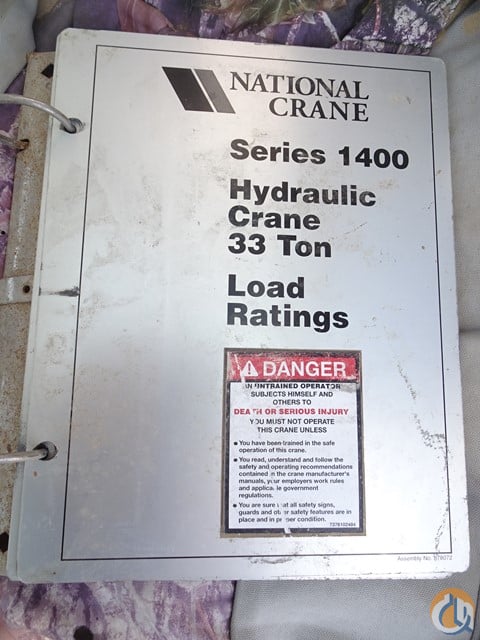 NATIONAL
CRANE
Series 1400
Hydraulic
Crane
33 Ton
Load
Ratings
DANGER
AN UNTRAINED OPERATOR
SUBJECTS HIMSELF AND
OTHERS TO
DEATH OR SERIOUS INJURY
YOU MUST NOT OPERATE
THIS CRANE UNLESS
• You have been trained in the safe
operation of this crane.
• You read, understand and follow the
safety and operating recommendations
contained in the crane manufacturer's
manuals, your employers work rules
and applicable government
regulations.
• You are sure that all safety signs,
guards and other safety features are in
place and in proper condition.
7376102404
Assembly No.